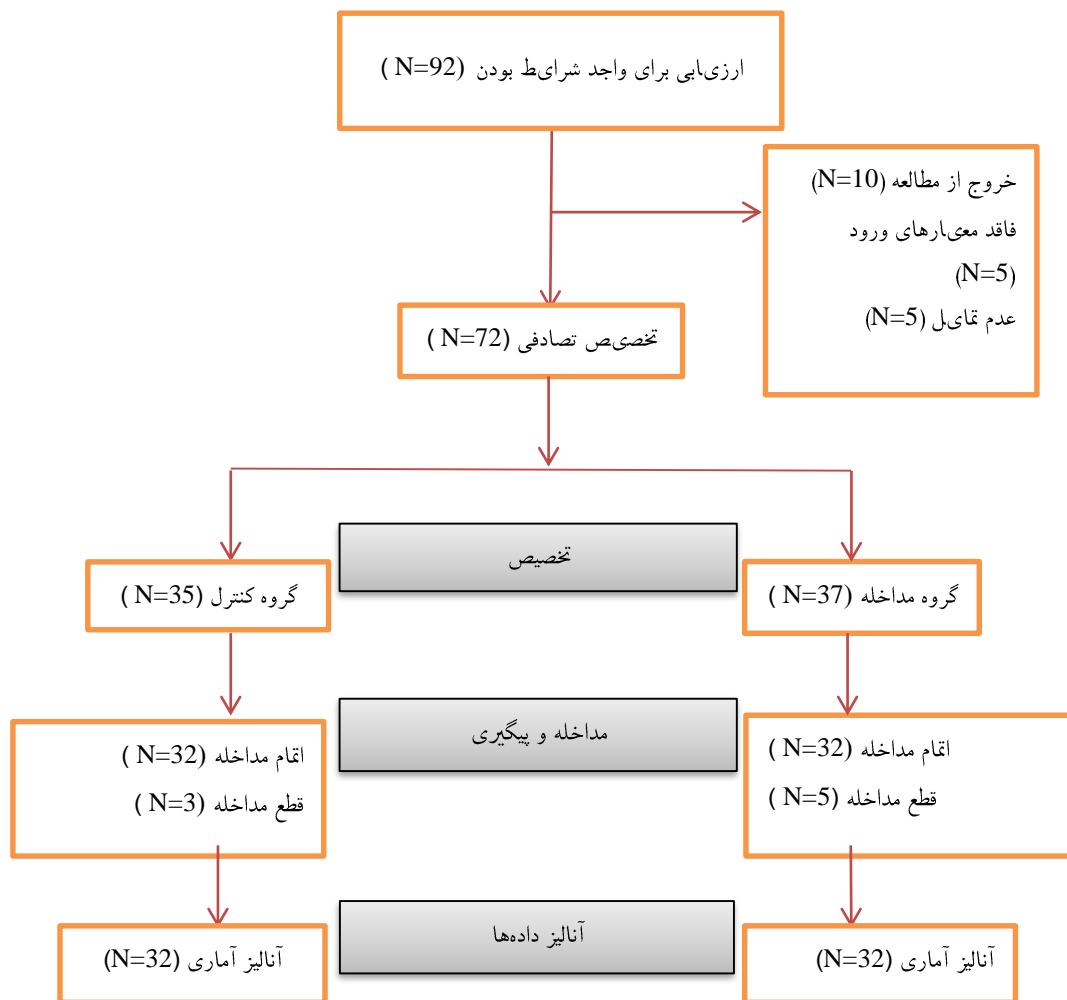 ارزیابی برای واجد شرایط بودن (N=92)
خروج از مطالعه (N=10)
فاقد معیارهای ورود
(N=5)
عدم تمایل (N=5)
تخصیص تصادفی (N=72)
تخصیص
گروه مداخله (N=37)
گروه کنترل (N=35)
مداخله و پیگیری
اتمام مداخله (N=32)
قطع مداخله (N=5)
اتمام مداخله (N=32)
قطع مداخله (N=3)
آنالیز داده‌ها
آنالیز آماری (N=32)
آنالیز آماری (N=32)